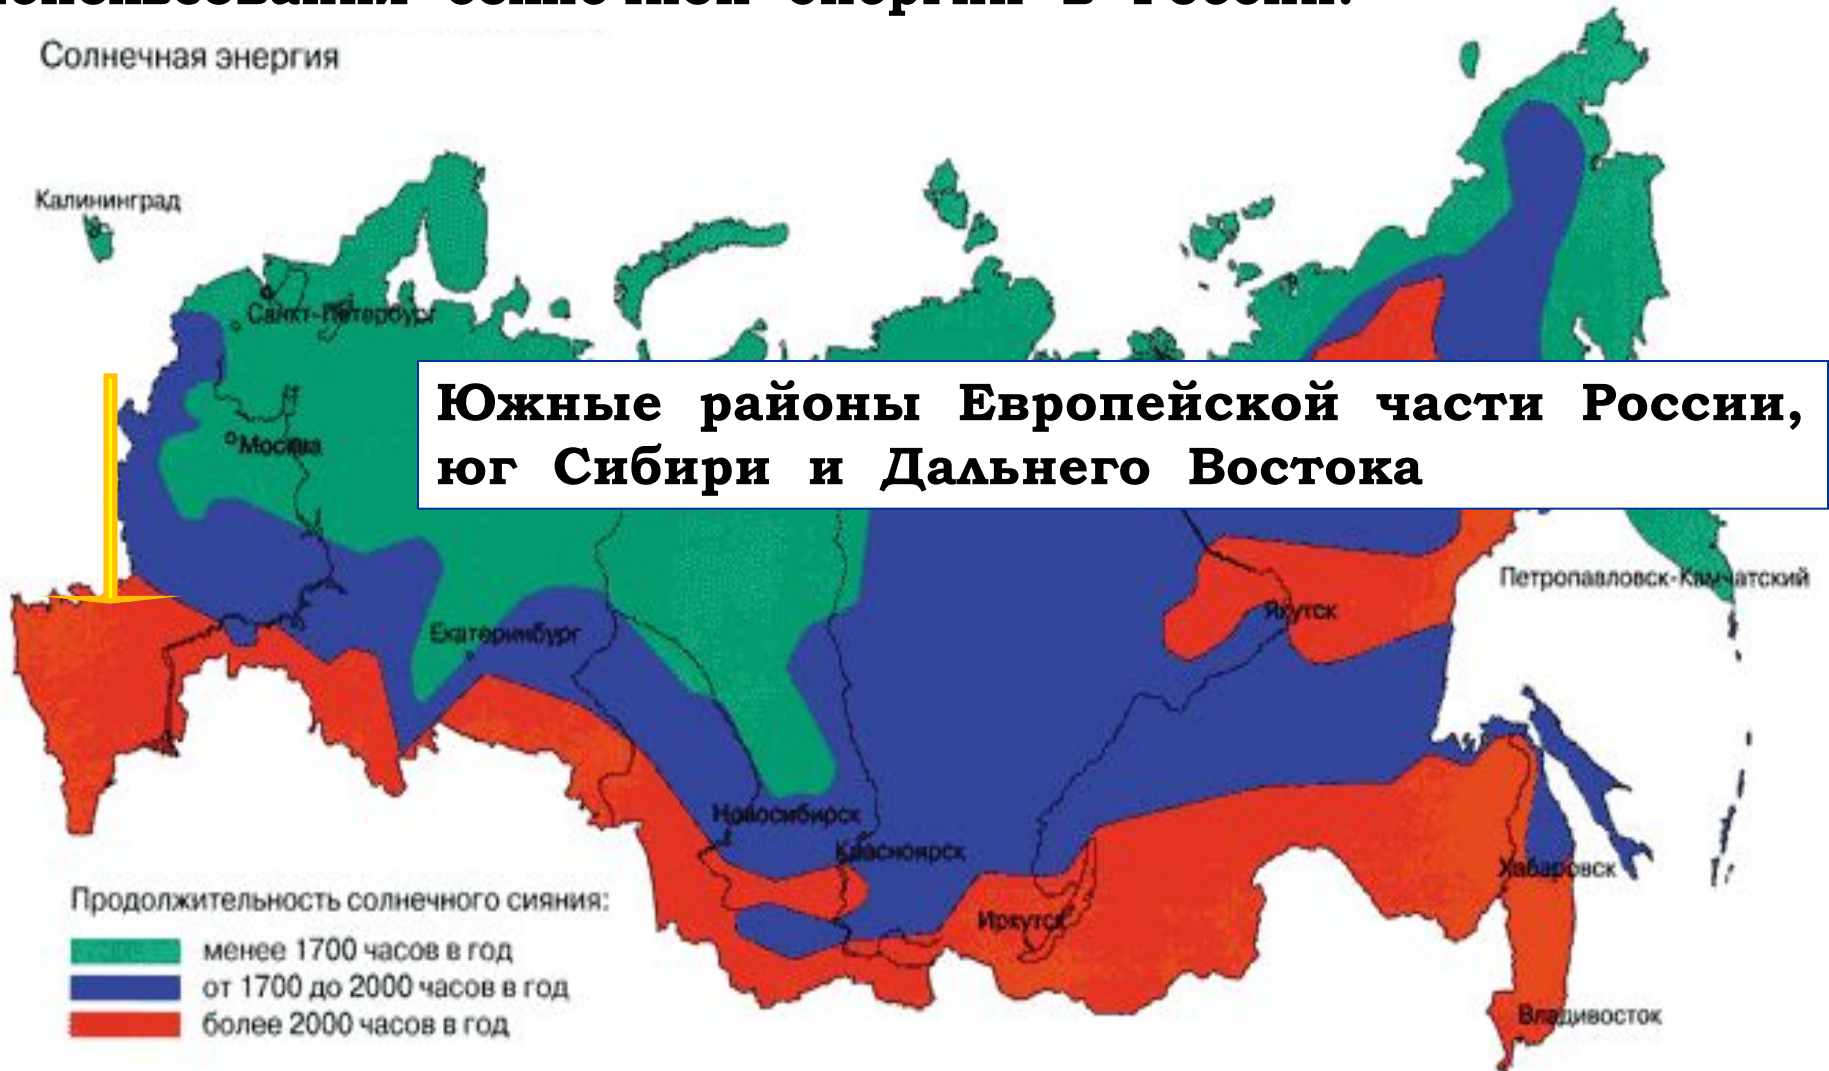 в России.
Солнечная энергия
Калининград
Санкт-Петербург
Южные районы Европейской части России,
юг Сибири и Дальнего Востока
Москва
Петропавловск-Камчатский
Якутск
Екатеринбург
Новосибирск
Красноярск
Хабаровск
Иркутск
Продолжительность солнечного сияния:
менее 1700 часов в год
от 1700 до 2000 часов в год
более 2000 часов в год
Владивосток